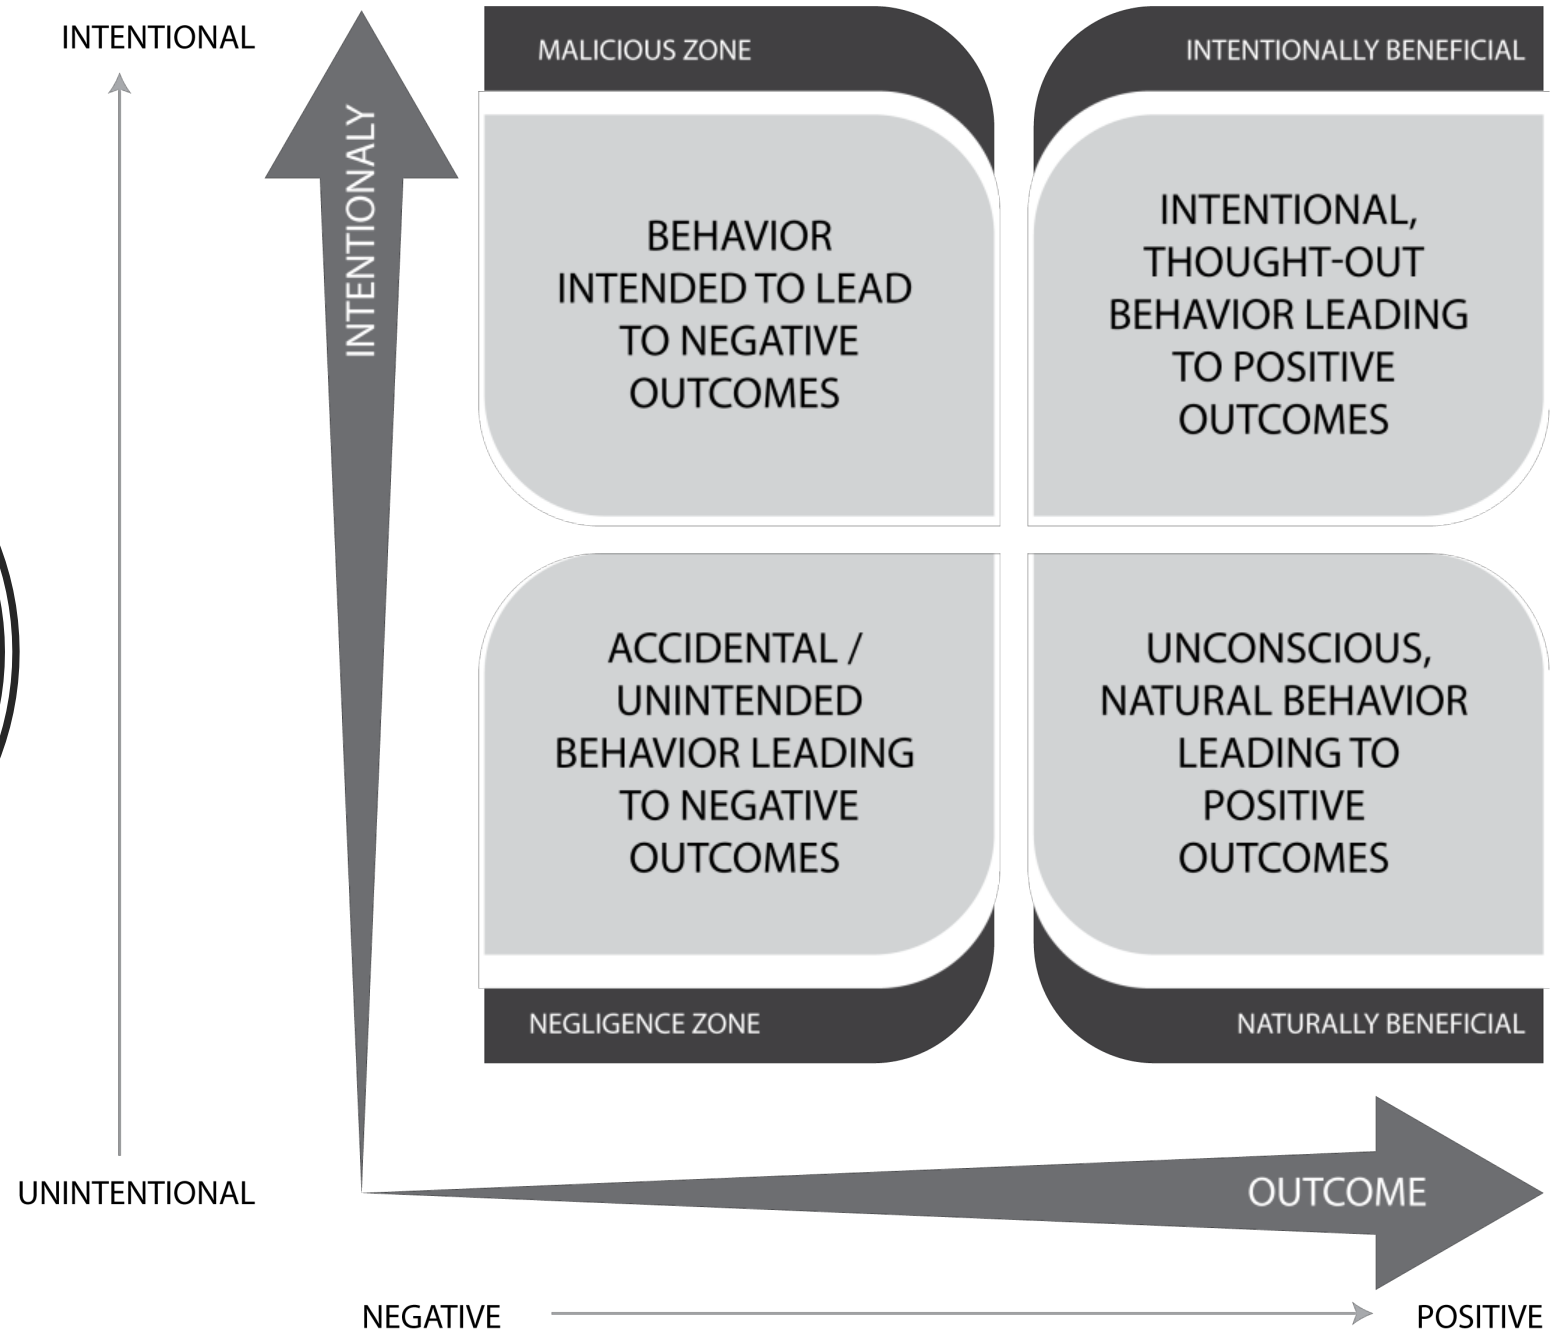 INTENTIONAL
INTENTIONALY
MALICIOUS ZONE
BEHAVIOR
INTENDED TO LEAD
TO NEGATIVE
OUTCOMES
INTENTIONALLY BENEFICIAL
INTENTIONAL,
THOUGHT-OUT
BEHAVIOR LEADING
TO POSITIVE
OUTCOMES
ACCIDENTAL /
UNINTENDED
BEHAVIOR LEADING
TO NEGATIVE
OUTCOMES
NEGLIGENCE ZONE
UNCONSCIOUS,
NATURAL BEHAVIOR
LEADING TO
POSITIVE
OUTCOMES
NATURALLY BENEFICIAL
UNINTENTIONAL
OUTCOME
NEGATIVE
POSITIVE